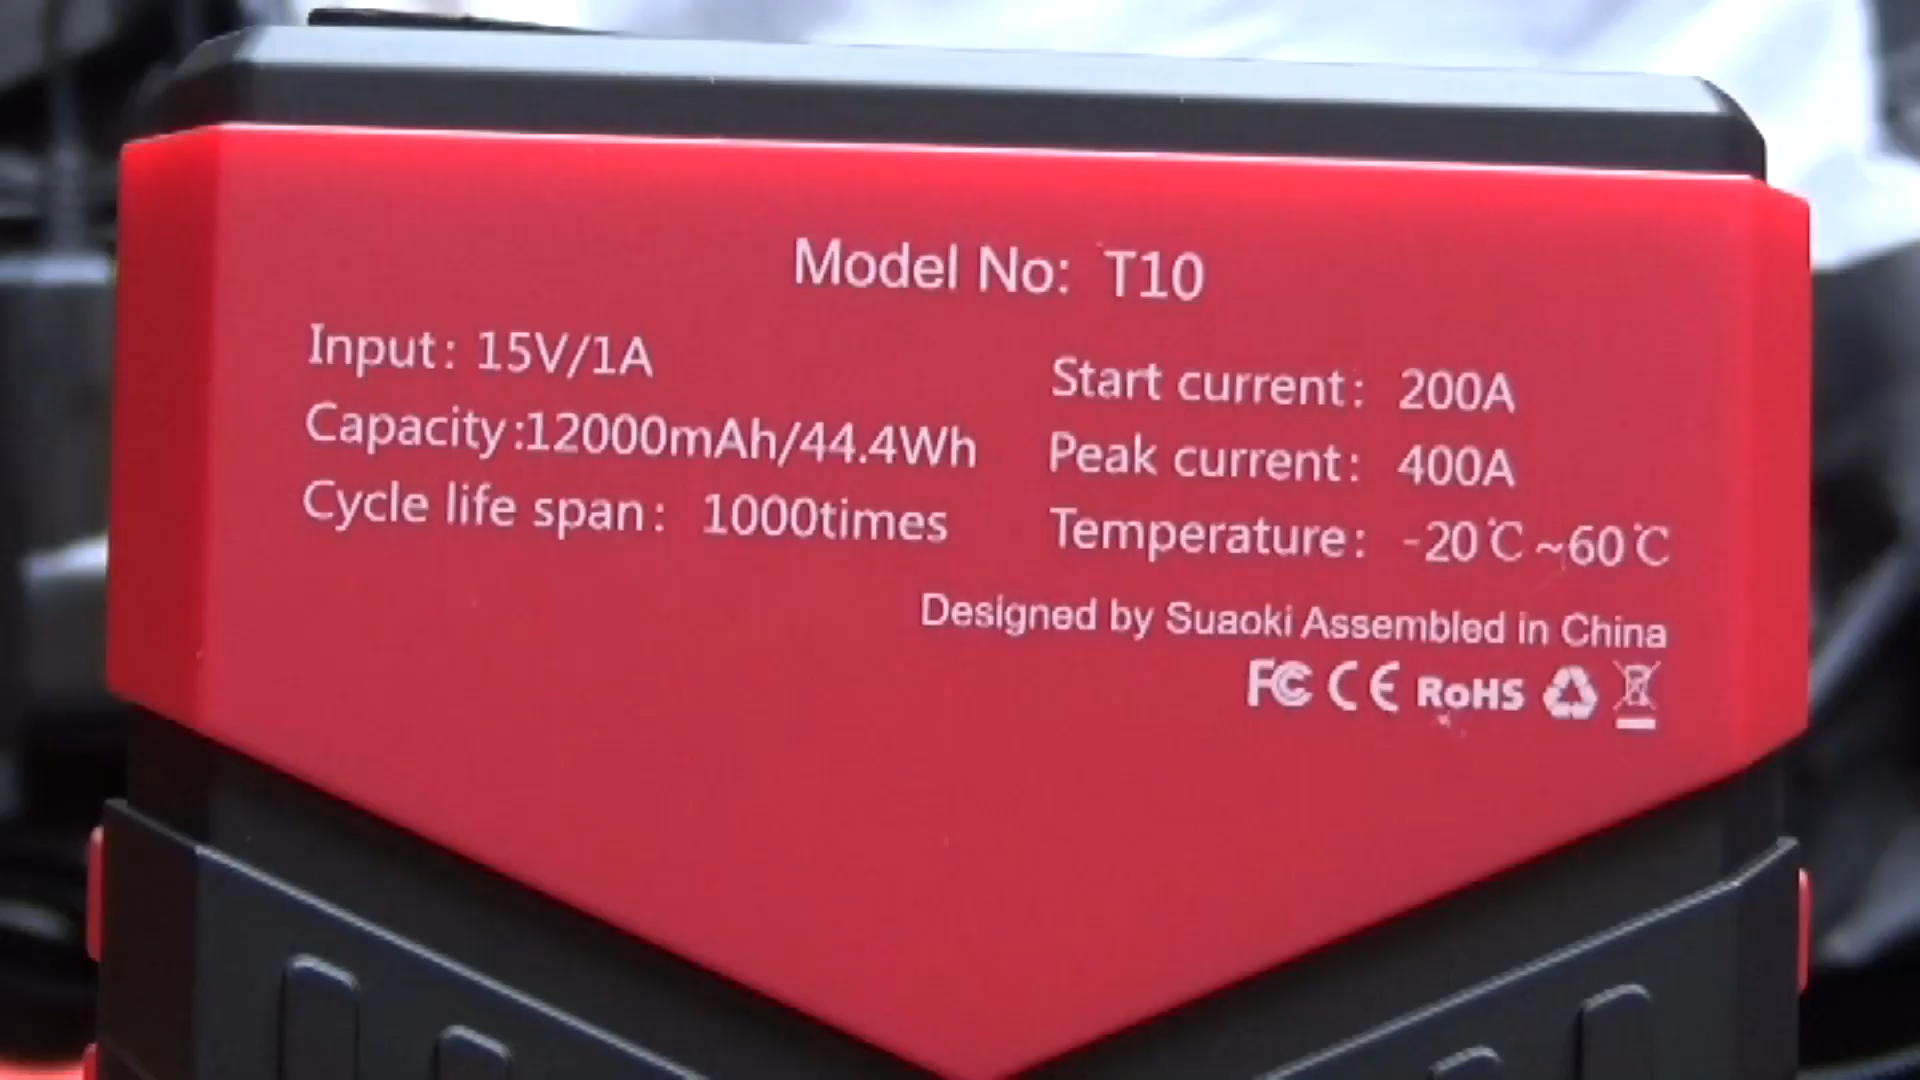 Model No: T10
Input: 15V/1A
Capacity:12000mAh/44.4Wh
Cycle life span: 1000times
Start current: 200A
Peak current: 400A
Temperature: -20℃~60℃
Designed by Suaoki Assembled in China
FC CE RoHS